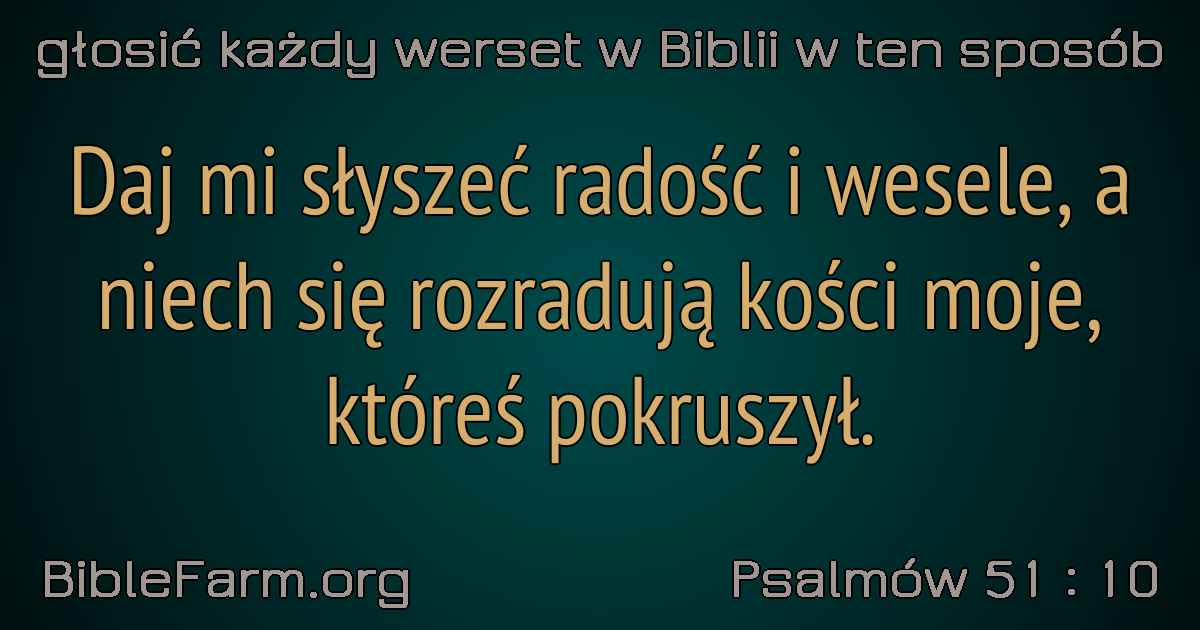 głosić każdy werset w Biblii w ten sposób
Daj mi słyszeć radość i wesele, a
niech się rozradują kości moje,
któreś pokruszył.
BibleFarm.org
Psalmów 51 : 10